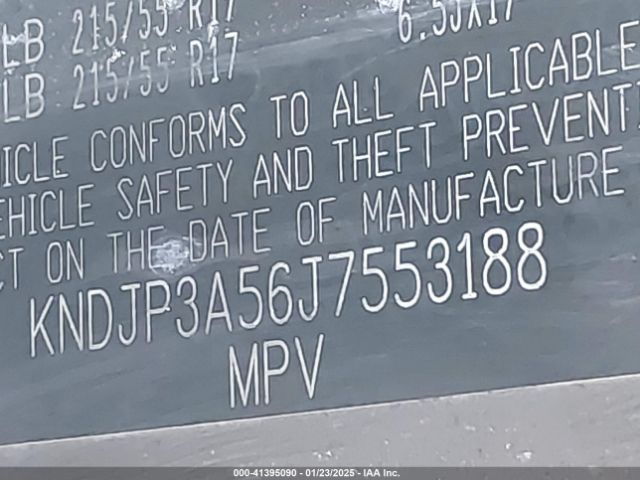 LB 215/55 R17 6.5JX17
LB 215/55 R17
ICLE CONFORMS TO ALL APPLICABLE
EHICLE SAFETY AND THEFT PREVENTI
CT ON THE DATE OF MANUFACTURE
KNDJP3A56J7553188
MPV
000-41395090 - 01/23/2025 - IAA Inc.